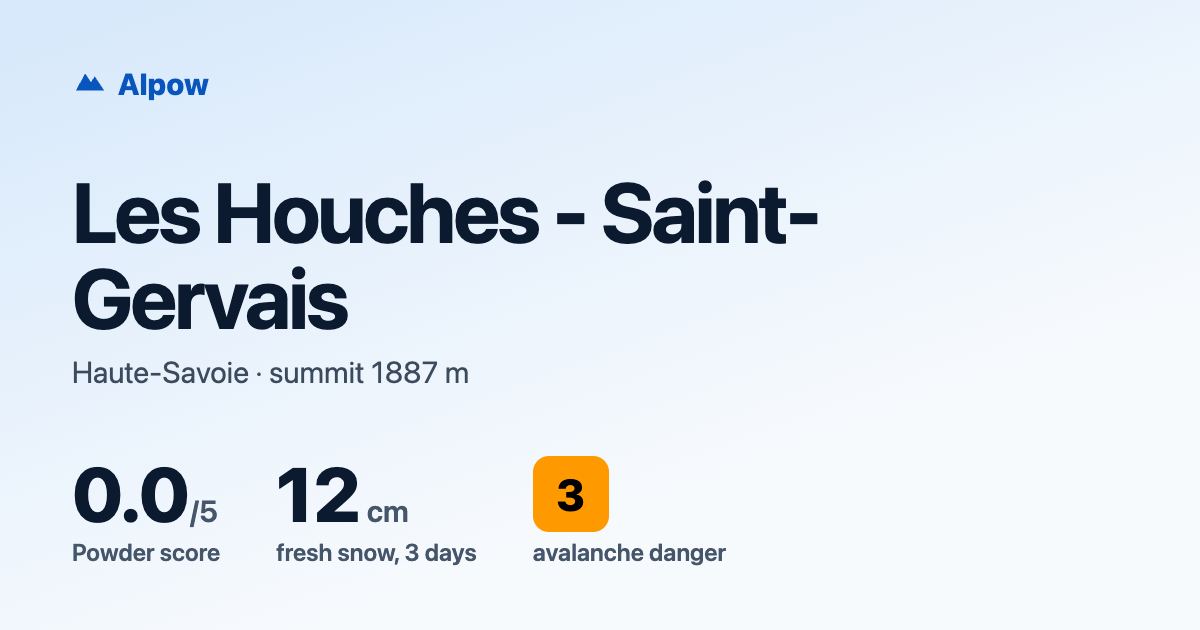 Alpow
Les Houches - Saint-
Gervais
Haute-Savoie · summit 1887 m
0.0/5
Powder score
12 cm
fresh snow, 3 days
3
avalanche danger